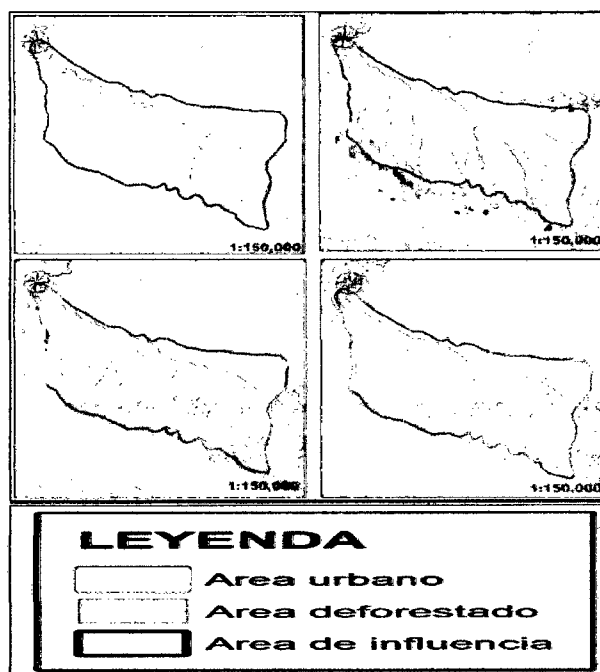 1:150,000
1:150,000
1:150,000
1:150,000
LEYENDA
Area urbano
Area deforestado
Area de influencia